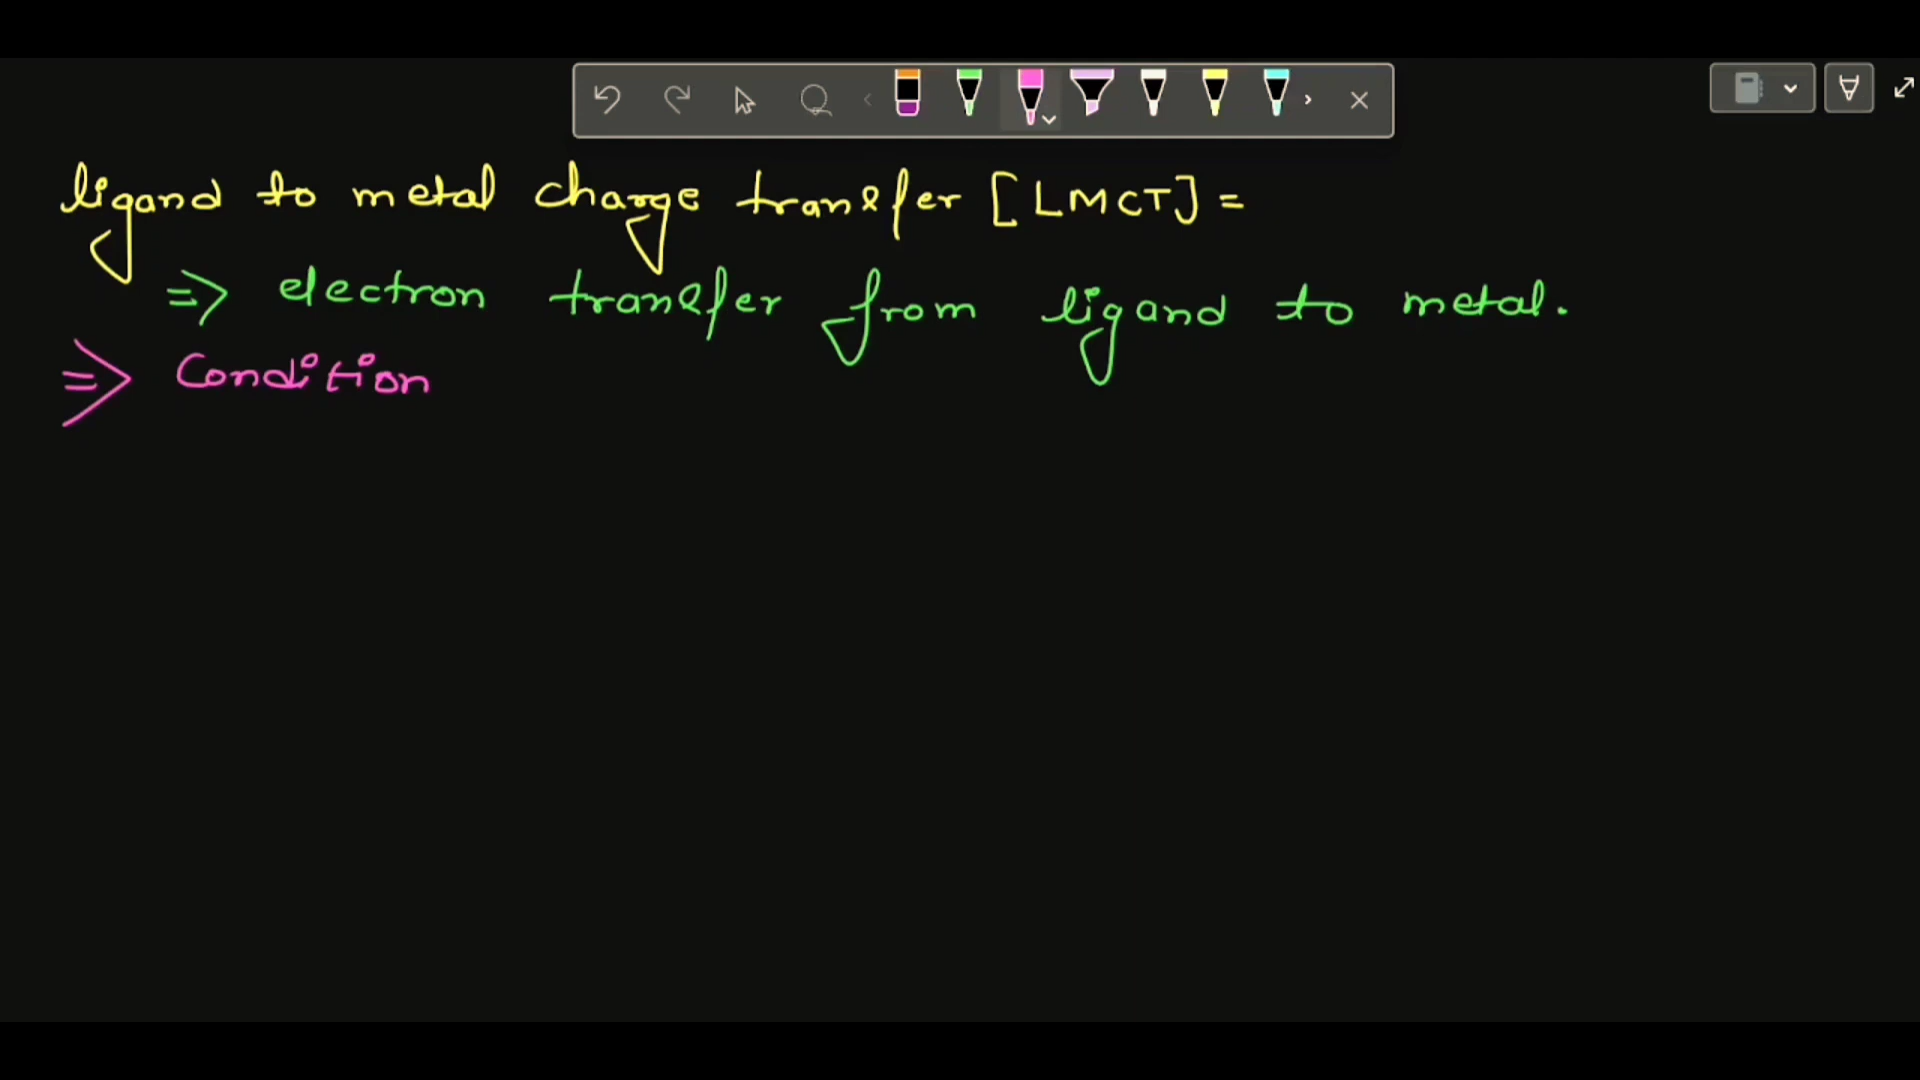 ligand to metal charge transfer [LMCT] =
=> electron transfer from ligand to metal.
=> Condition